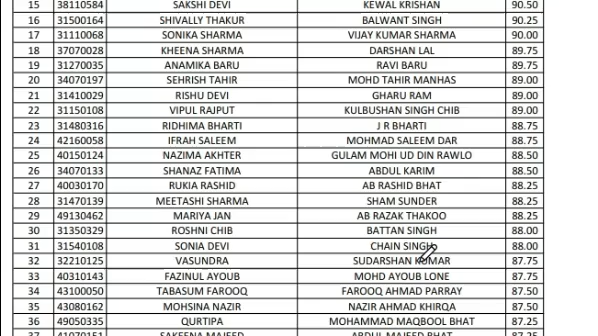 15 38110584 SAKSHI DEVI KEWAL KRISHAN 90.50
16 31500164 SHIVALLY THAKUR BALWANT SINGH 90.25
17 31110068 SONIKA SHARMA VIJAY KUMAR SHARMA 90.00
18 37070028 KHEENA SHARMA DARSHAN LAL 89.75
19 31270035 ANAMIKA BARU RAVI BARU 89.75
20 34070197 SEHRISH TAHIR MOHD TAHIR MANHAS 89.00
21 31410029 RISHU DEVI GHARU RAM 89.00
22 31150108 VIPUL RAJPUT KULBUSHAN SINGH CHIB 89.00
23 31480316 RIDHIMA BHARTI J R BHARTI 88.75
24 42160058 IFRAH SALEEM MOHMAD SALEEM DAR 88.75
25 40150124 NAZIMA AKHTER GULAM MOHI UD DIN RAWLO 88.50
26 34070133 SHANAZ FATIMA ABDUL KARIM 88.50
27 40030170 RUKIA RASHID AB RASHID BHAT 88.25
28 31470139 MEETASHI SHARMA SHAM SUNDER 88.25
29 49130462 MARIYA JAN AB RAZAK THAKOO 88.25
30 31350329 ROSHNI CHIB BATTAN SINGH 88.00
31 31540108 SONIA DEVI CHAIN SINGH 88.00
32 32210125 VASUNDRA SUDARSHAN KUMAR 87.75
33 40310143 FAZINUL AYOUB MOHD AYOUB LONE 87.75
34 43100050 TABASUM FAROOQ FAROOQ AHMAD PARRAY 87.50
35 43080162 MOHSINA NAZIR NAZIR AHMAD KHIRQA 87.50
36 49050335 QURTIPA MOHAMMAD MAQBOOL BHAT 87.25
37 41070151 SAKEENA MAJEED